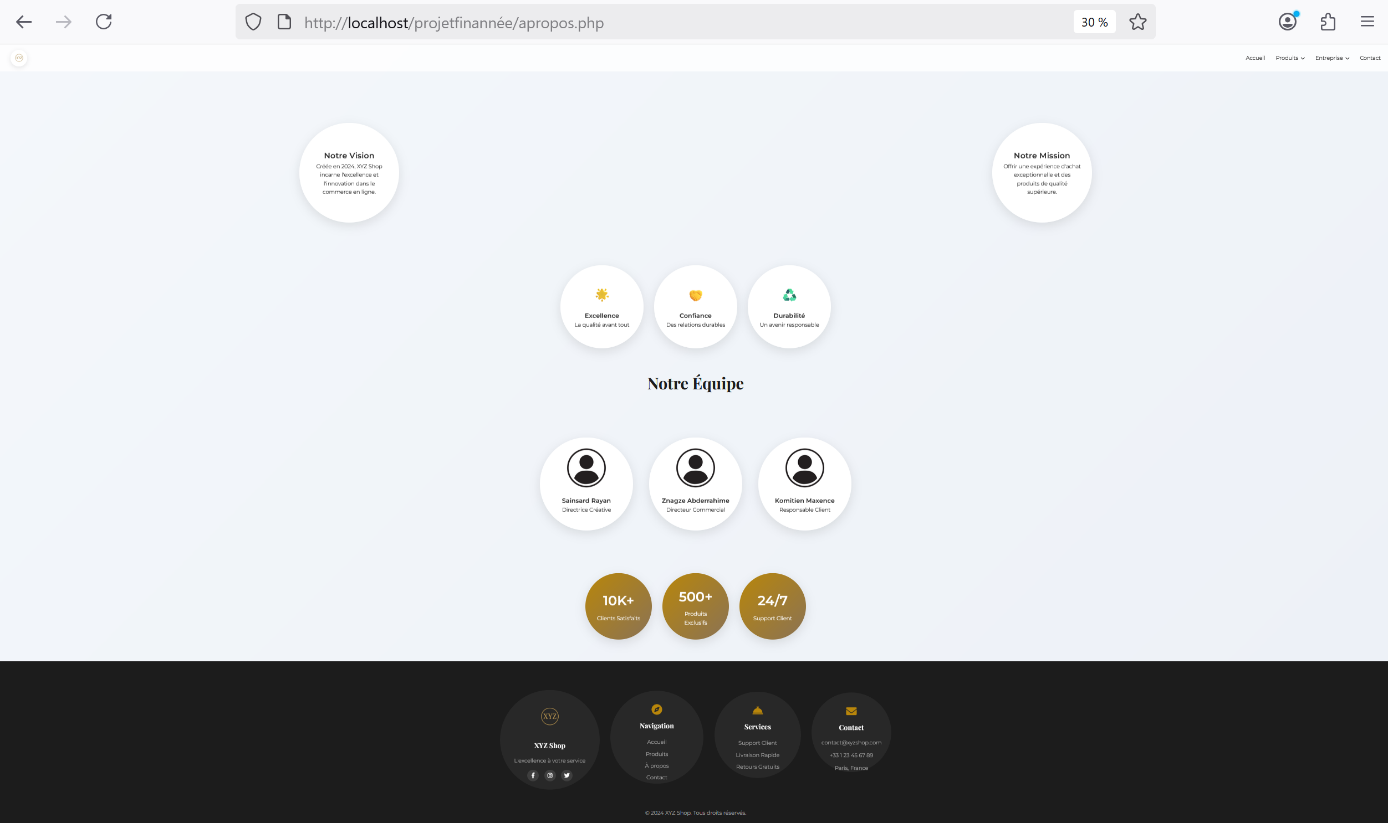 http://localhost/projetfinannée/apropos.php
30 %
XYZ
Accueil Produits Entreprise Contact
Notre Vision
Créée en 2024, XYZ Shop
incarne l'excellence et
l'innovation dans le
commerce en ligne.
Notre Mission
Offrir une expérience d'achat
exceptionnelle et des
produits de qualité
supérieure.
Excellence
La qualité avant tout
Confiance
Des relations durables
Durabilité
Un avenir responsable
Notre Équipe
Sainsard Rayan
Directrice Créative
Znagze Abderrahime
Directeur Commercial
Komitien Maxence
Responsable Client
10K+
Clients Satisfaits
500+
Produits
Exclusifs
24/7
Support Client
XYZ
XYZ Shop
L'excellence à votre service
Navigation
Accueil
Produits
À propos
Contact
Services
Support Client
Livraison Rapide
Retours Gratuits
Contact
contact@xyzshop.com
+33 1 23 45 67 89
Paris, France
© 2024 XYZ Shop. Tous droits réservés.